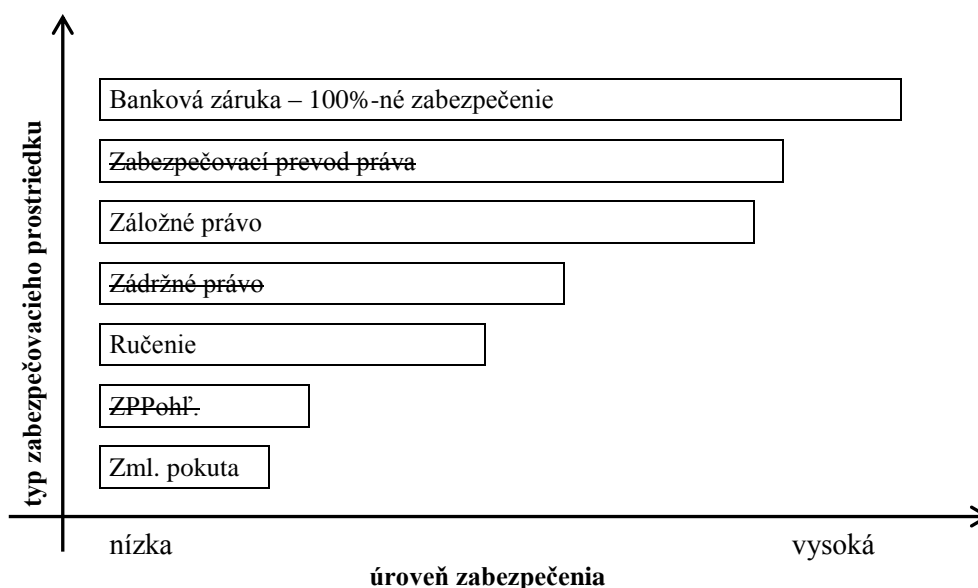 typ zabezpečovacieho prostriedku
Banková záruka – 100%-né zabezpečenie
Zabezpečovací prevod práva
Záložné právo
Zádržné právo
Ručenie
ZPPohľ.
Zml. pokuta
nízka
vysoká
úroveň zabezpečenia